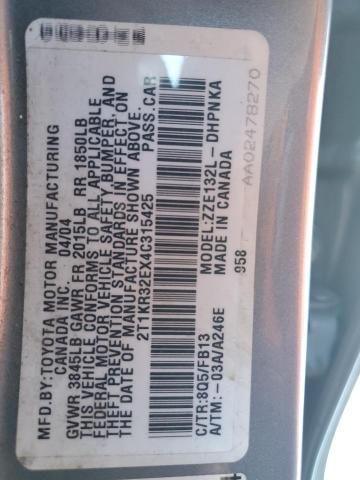 MFD.BY:TOYOTA MOTOR MANUFACTURING
CANADA INC. 04/04
GVWR 3845LB GAWR FR 2015LB RR 1850LB
THIS VEHICLE CONFORMS TO ALL APPLICABLE
FEDERAL MOTOR VEHICLE SAFETY, BUMPER, AND
THEFT PREVENTION STANDARDS IN EFFECT ON
THE DATE OF MANUFACTURE SHOWN ABOVE.
2T1KR32EX4C315425 PASS.CAR
C/TR:8Q5/FB13 MODEL:ZZE132L-DHPNKA
A/TM:-03A/A246E MADE IN CANADA
958
AA02478270